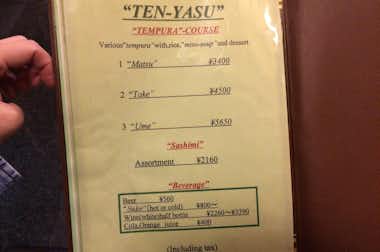 "TEN-YASU"
"TEMPURA"-COURSE
Various"tempura"with,rice,"miso-soup"and dessert
1 "Matsu" ¥3400
2 "Take" ¥4500
3 "Ume" ¥5650
"Sashimi"
Assortment ¥2160
"Beverage"
Beer ¥560
"Sake"(hot or cold) ¥800～
Wine/white/half bottle ¥2260～¥3390
Cola,Orange juice ¥400
(Including tax)